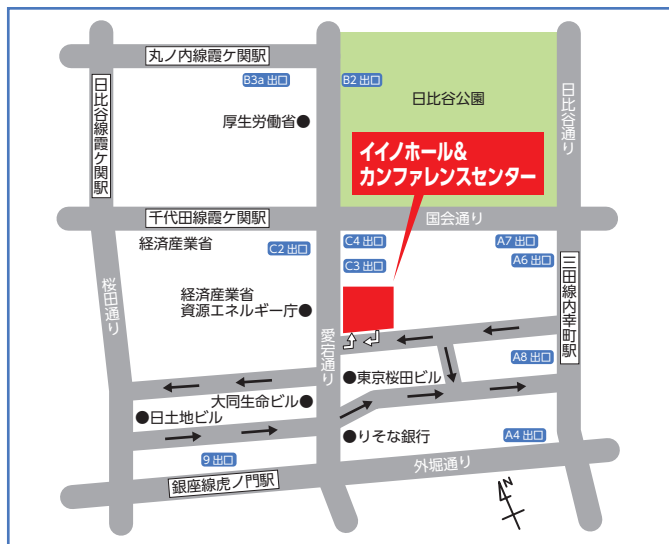 丸ノ内線霞ケ関駅
B3a 出口
B2 出口
日比谷公園
日比谷線霞ケ関駅
日比谷通り
厚生労働省
イイノホール&
カンファレンスセンター
千代田線霞ケ関駅
国会通り
経済産業省
C2 出口
C4 出口
C3 出口
A7 出口
A6 出口
桜田通り
経済産業省
資源エネルギー庁
愛宕通り
三田線内幸町駅
A8 出口
東京桜田ビル
大同生命ビル
日土地ビル
りそな銀行
A4 出口
9 出口
外堀通り
銀座線虎ノ門駅
N